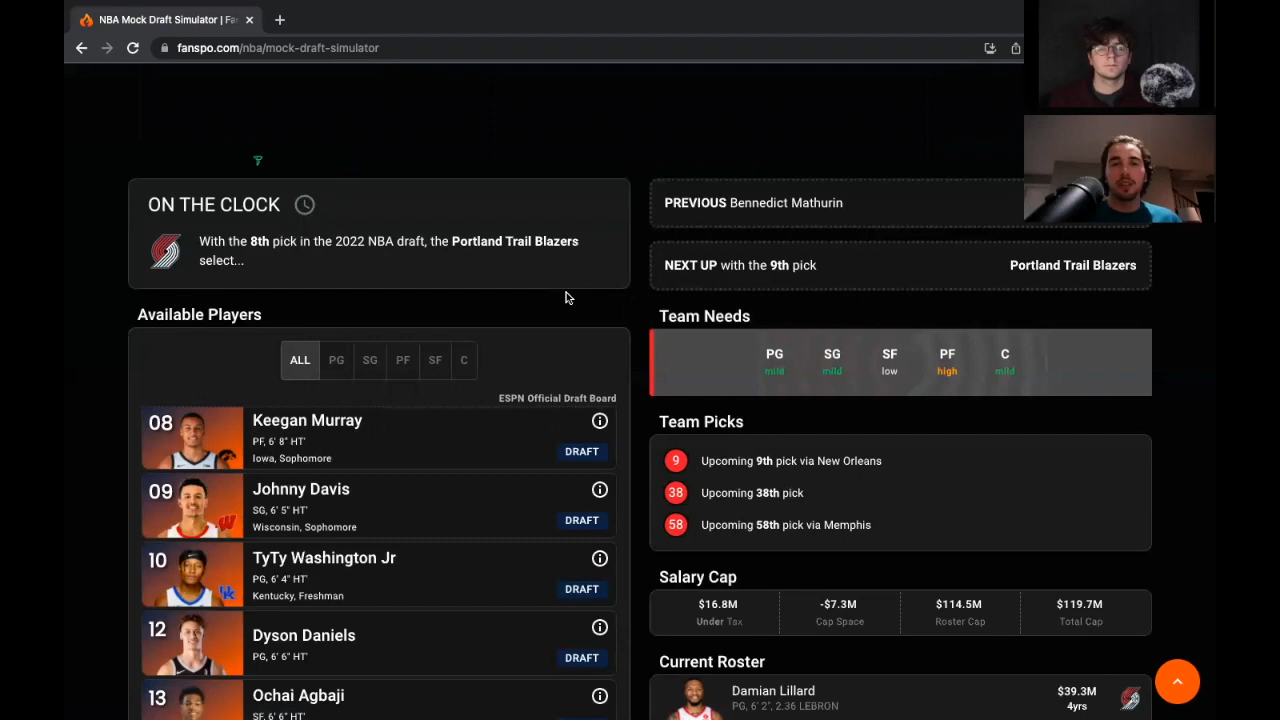 NBA Mock Draft Simulator | Fa
fanspo.com/nba/mock-draft-simulator
ON THE CLOCK
With the 8th pick in the 2022 NBA draft, the Portland Trail Blazers
select...
PREVIOUS Bennedict Mathurin
NEXT UP with the 9th pick Portland Trail Blazers
Available Players
ALL PG SG PF SF C
ESPN Official Draft Board
08 Keegan Murray
PF, 6' 8" HT'
Iowa, Sophomore
DRAFT
09 Johnny Davis
SG, 6' 5" HT'
Wisconsin, Sophomore
DRAFT
10 TyTy Washington Jr
PG, 6' 4" HT'
Kentucky, Freshman
DRAFT
12 Dyson Daniels
PG, 6' 6" HT'
DRAFT
13 Ochai Agbaji
SF, 6' 6" HT'
Team Needs
PG SG SF PF C
mild mild low high mild
Team Picks
9 Upcoming 9th pick via New Orleans
38 Upcoming 38th pick
58 Upcoming 58th pick via Memphis
Salary Cap
$16.8M -$7.3M $114.5M $119.7M
Under Tax Cap Space Roster Cap Total Cap
Current Roster
Damian Lillard $39.3M
PG, 6' 2", 2.36 LEBRON 4yrs